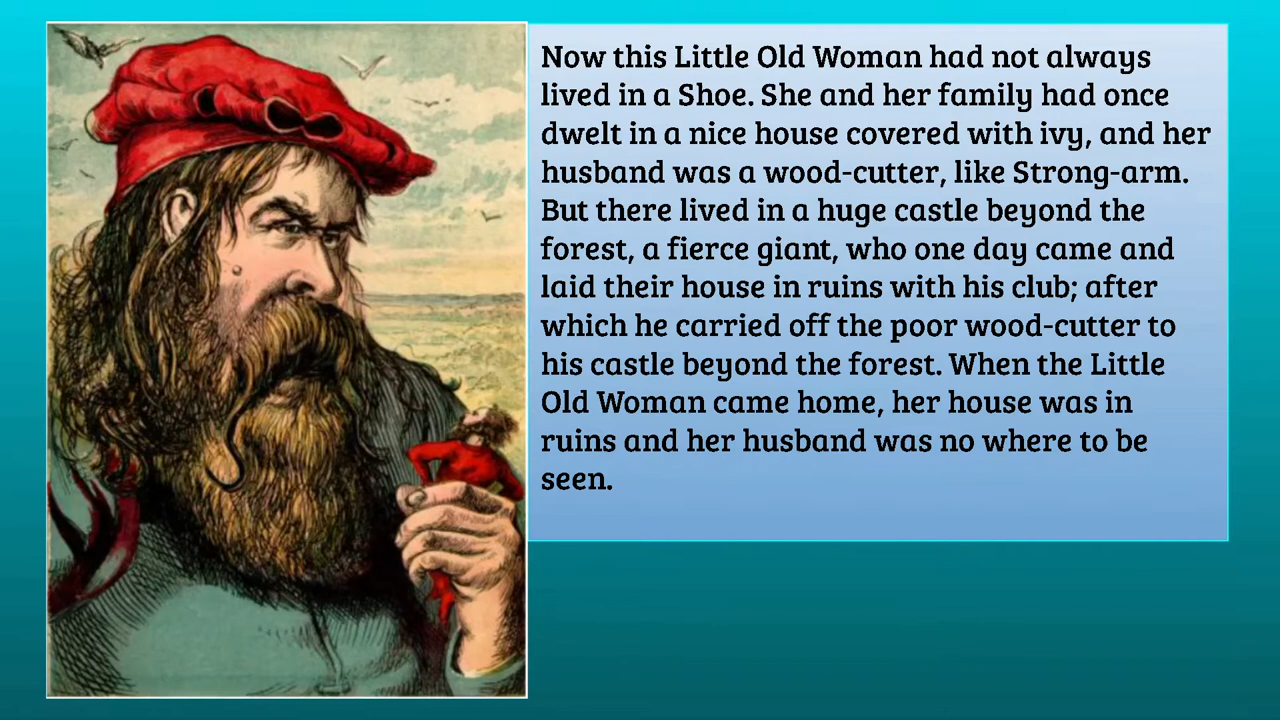 Now this Little Old Woman had not always
lived in a Shoe. She and her family had once
dwelt in a nice house covered with ivy, and her
husband was a wood-cutter, like Strong-arm.
But there lived in a huge castle beyond the
forest, a fierce giant, who one day came and
laid their house in ruins with his club; after
which he carried off the poor wood-cutter to
his castle beyond the forest. When the Little
Old Woman came home, her house was in
ruins and her husband was no where to be
seen.